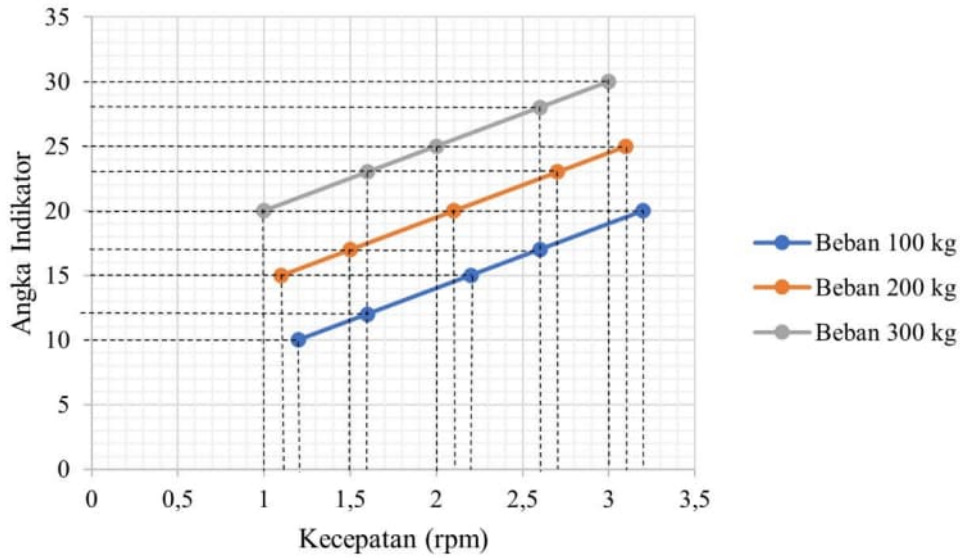 35
30
25
20
15
10
5
0
Angka Indikator
0 0,5 1 1,5 2 2,5 3 3,5
Kecepatan (rpm)
Beban 100 kg
Beban 200 kg
Beban 300 kg